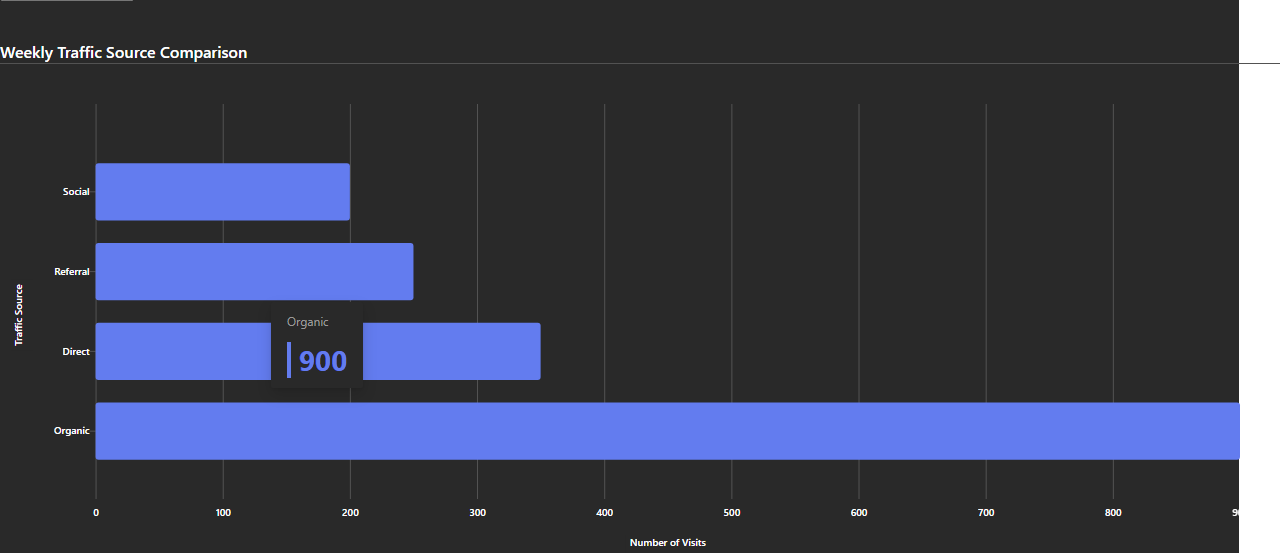 Weekly Traffic Source Comparison
Social
Referral
Organic
900
Traffic Source
Direct
Organic
0 100 200 300 400 500 600 700 800
Number of Visits